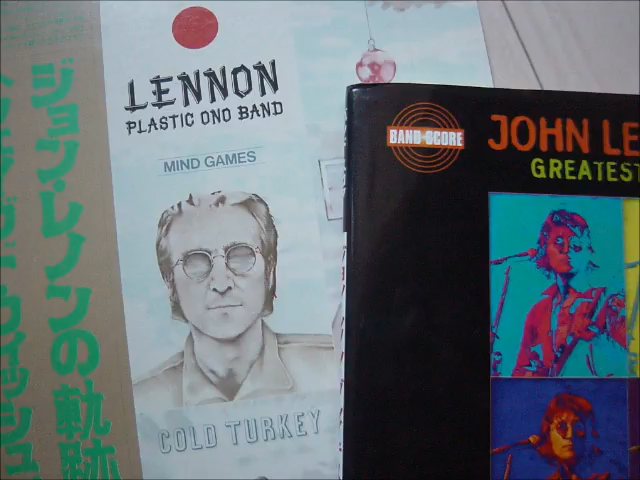 ジョン・レノンの軌跡
LENNON
PLASTIC ONO BAND
MIND GAMES
COLD TURKEY
BAND SCORE
JOHN LE
GREATEST